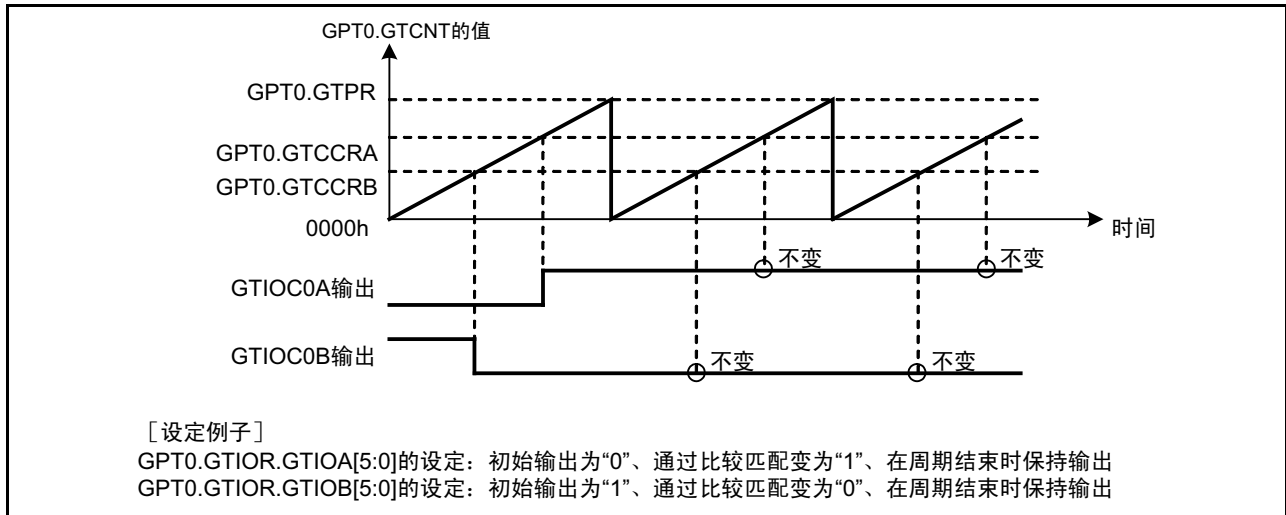 GPT0.GTCNT的值
GPT0.GTPR
GPT0.GTCCRA
GPT0.GTCCRB
0000h
时间
不变
不变
GTIOC0A输出
GTIOC0B输出
不变
不变
［设定例子］
GPT0.GTIOR.GTIOA[5:0]的设定：初始输出为“0”、通过比较匹配变为“1”、在周期结束时保持输出
GPT0.GTIOR.GTIOB[5:0]的设定：初始输出为“1”、通过比较匹配变为“0”、在周期结束时保持输出